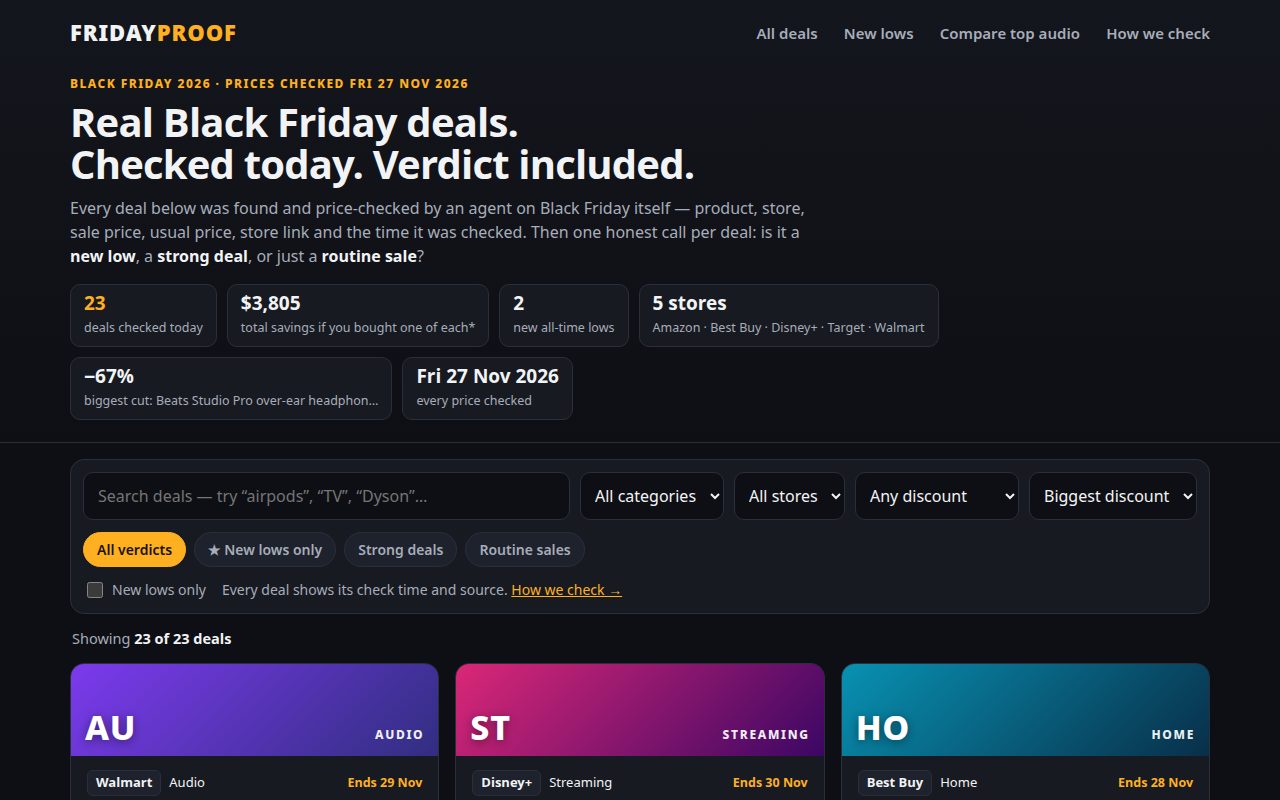 FRIDAYPROOF
All deals New lows Compare top audio How we check
BLACK FRIDAY 2026 · PRICES CHECKED FRI 27 NOV 2026
Real Black Friday deals.
Checked today. Verdict included.
Every deal below was found and price-checked by an agent on Black Friday itself — product, store,
sale price, usual price, store link and the time it was checked. Then one honest call per deal: is it a
new low, a strong deal, or just a routine sale?
23
deals checked today
$3,805
total savings if you bought one of each*
2
new all-time lows
5 stores
Amazon · Best Buy · Disney+ · Target · Walmart
−67%
biggest cut: Beats Studio Pro over-ear headphon...
Fri 27 Nov 2026
every price checked
Search deals — try “airpods”, “TV”, “Dyson”...
All categories
All stores
Any discount
Biggest discount
All verdicts
★ New lows only
Strong deals
Routine sales
New lows only
Every deal shows its check time and source. How we check →
Showing 23 of 23 deals
AU
AUDIO
Walmart Audio Ends 29 Nov
ST
STREAMING
Disney+ Streaming Ends 30 Nov
HO
HOME
Best Buy Home Ends 28 Nov